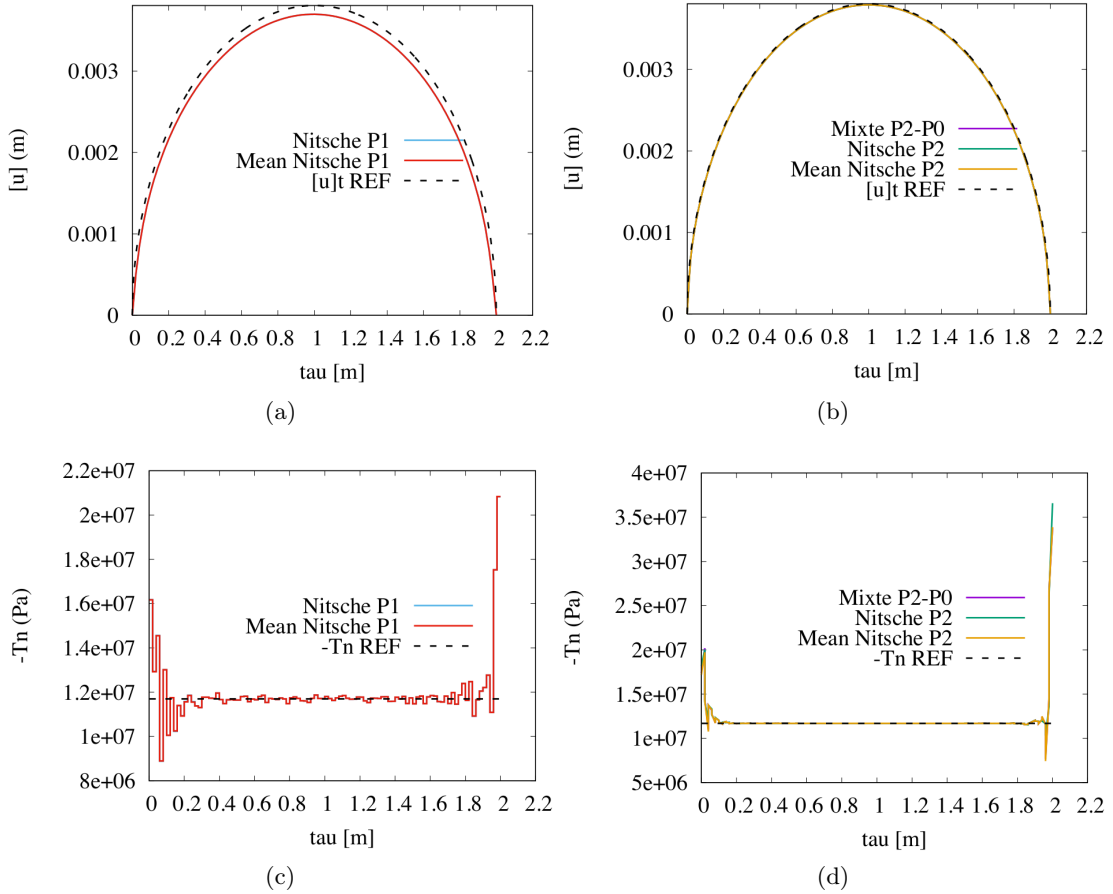 0.003
0.002
0.001
0
[u] (m)
Nitsche P1
Mean Nitsche P1
[u]t REF
0 0.2 0.4 0.6 0.8 1 1.2 1.4 1.6 1.8 2 2.2
tau [m]
(a)
0.003
0.002
0.001
0
[u] (m)
Mixte P2-P0
Nitsche P2
Mean Nitsche P2
[u]t REF
0 0.2 0.4 0.6 0.8 1 1.2 1.4 1.6 1.8 2 2.2
tau [m]
(b)
2.2e+07
2e+07
1.8e+07
1.6e+07
1.4e+07
1.2e+07
1e+07
8e+06
-Tn (Pa)
Nitsche P1
Mean Nitsche P1
-Tn REF
0 0.2 0.4 0.6 0.8 1 1.2 1.4 1.6 1.8 2 2.2
tau [m]
(c)
4e+07
3.5e+07
3e+07
2.5e+07
2e+07
1.5e+07
1e+07
5e+06
-Tn (Pa)
Mixte P2-P0
Nitsche P2
Mean Nitsche P2
-Tn REF
0 0.2 0.4 0.6 0.8 1 1.2 1.4 1.6 1.8 2 2.2
tau [m]
(d)